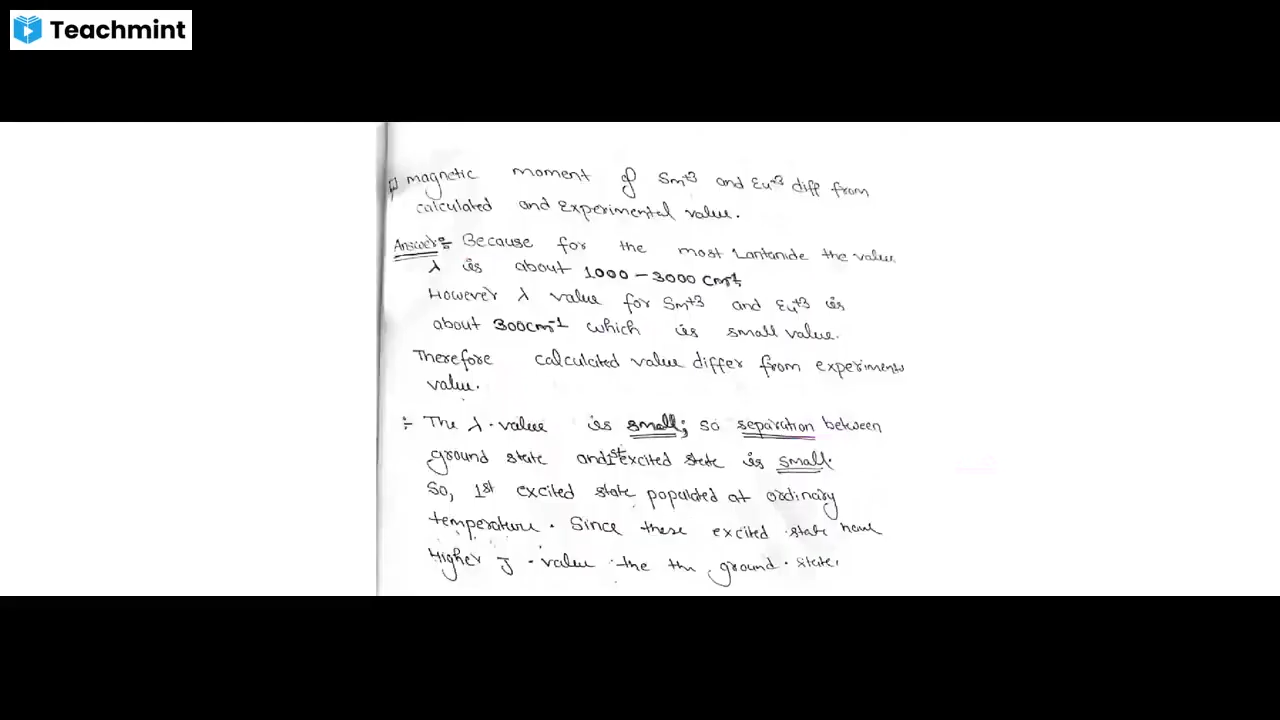 Teachmint
magnetic moment of Sm+3 and Eu+3 diff from
calculated and Experimental value.
Answer:- Because for the most Lantanide the value
λ is about 1000 – 3000 cm-1.
However λ value for Sm+3 and Eu+3 is
about 300cm-1 which is small value.
Therefore calculated value differ from experimento
value.
÷ The λ - value is small; so separation between
ground state and 1st excited state is small.
So, 1st excited state populated at ordinary
temperature. Since these excited state have
Higher J - value the thn ground state.